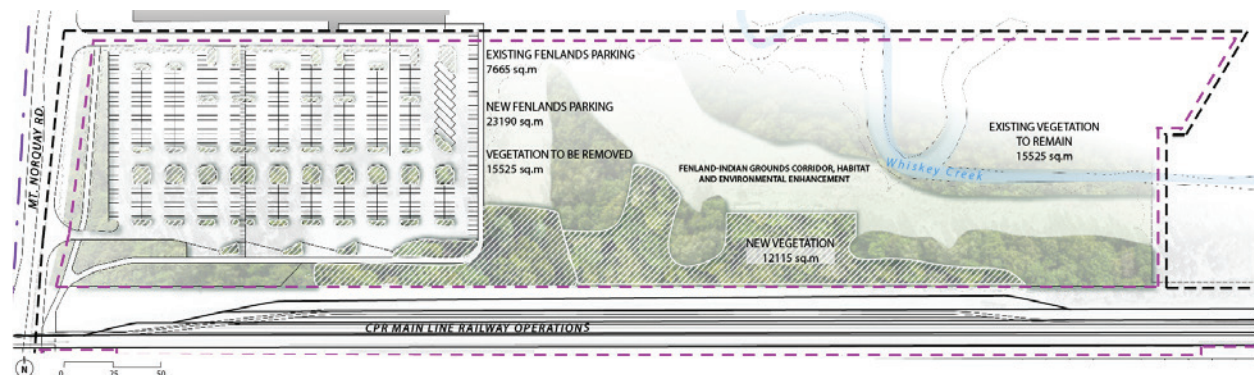 MT. NORQUAY RD.
EXISTING FENLANDS PARKING
7665 sq.m
NEW FENLANDS PARKING
23190 sq.m
VEGETATION TO BE REMOVED
15525 sq.m
FENLAND-INDIAN GROUNDS CORRIDOR, HABITAT
AND ENVIRONMENTAL ENHANCEMENT
Whiskey Creek
EXISTING VEGETATION
TO REMAIN
15525 sq.m
NEW VEGETATION
12115 sq.m
CPR MAIN LINE RAILWAY OPERATIONS
N
0 25 50